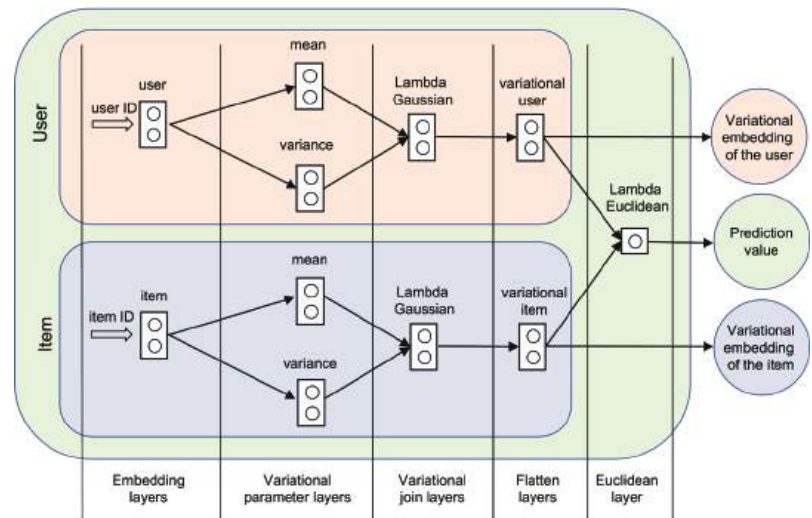 User
user ID
user
mean
variance
Lambda
Gaussian
variational
user
Variational
embedding
of the user
Lambda
Euclidean
Prediction
value
Item
item ID
item
mean
variance
Lambda
Gaussian
variational
item
Variational
embedding
of the item
Embedding
layers
Variational
parameter layers
Variational
join layers
Flatten
layers
Euclidean
layer